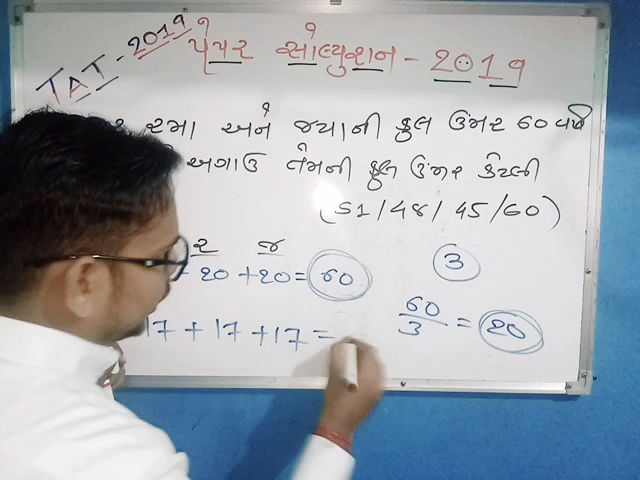 TAT-2019
પેપર સોલ્યુશન - 2019
રમા અને જયાની કુલ ઉંમર 60 વર્ષ
અગાઉ તેમની કુલ ઉંમર કેટલી
(51/48/45/60)
ર જ
+ 20 + 20 = 60
3
17 + 17 + 17 =
60/3 = 20